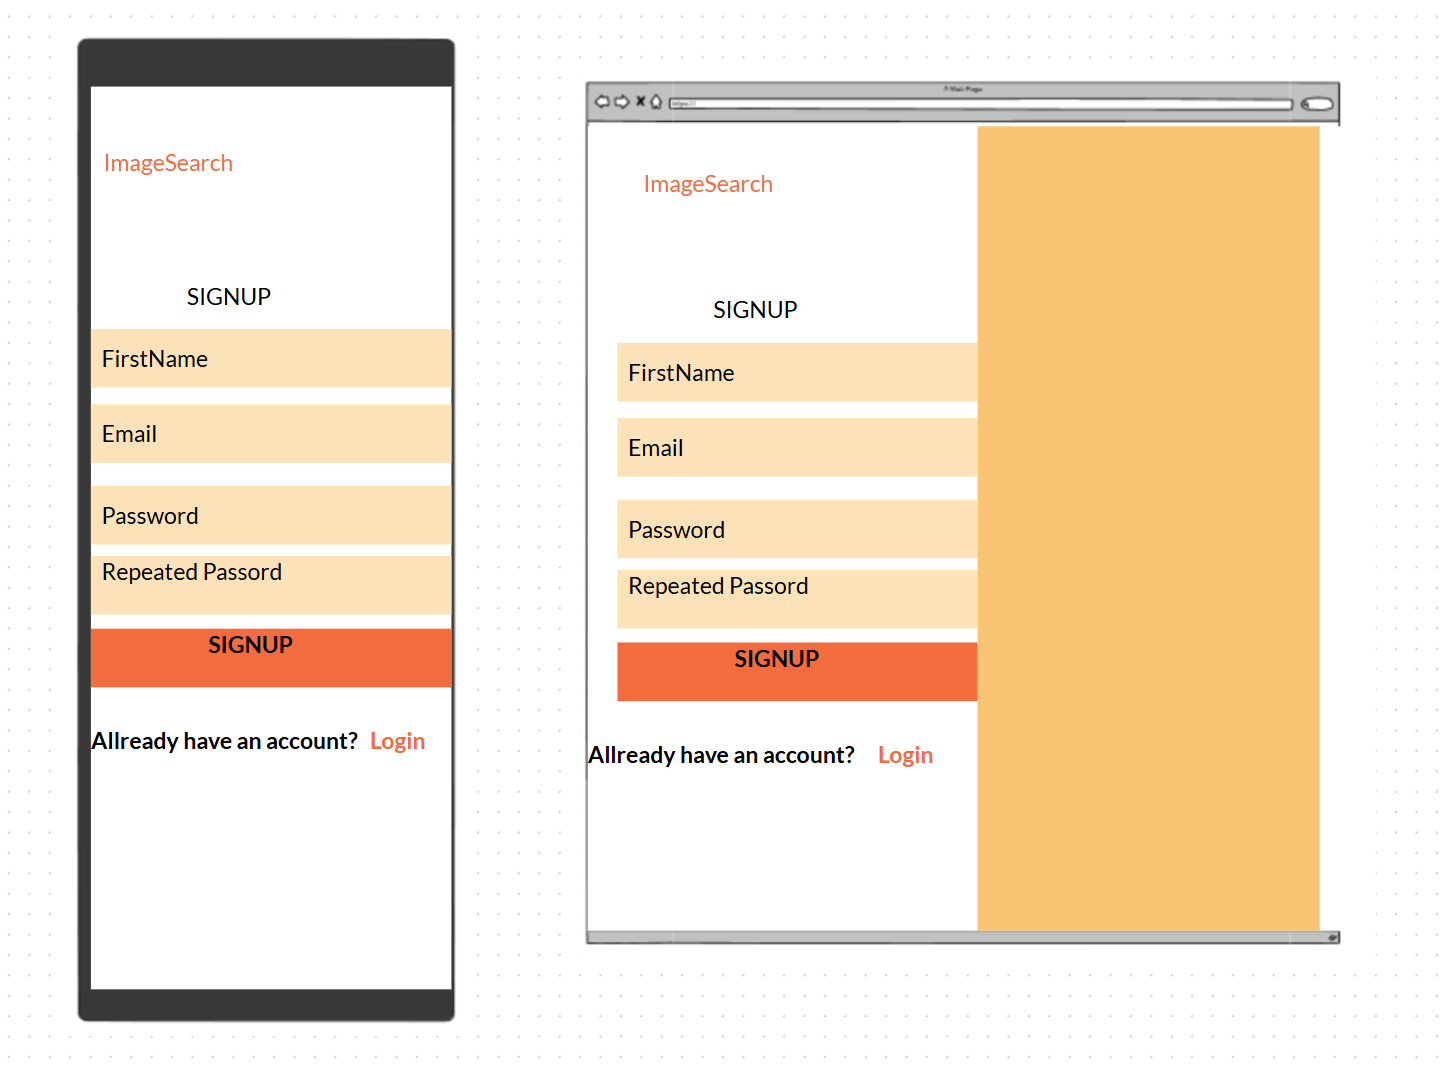 ImageSearch
SIGNUP
FirstName
Email
Password
Repeated Passord
SIGNUP
Allready have an account? Login
A Web Page
https://
ImageSearch
SIGNUP
FirstName
Email
Password
Repeated Passord
SIGNUP
Allready have an account? Login